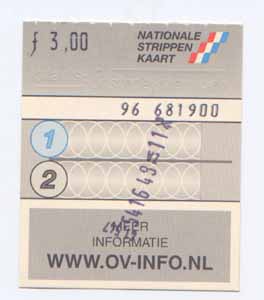 ƒ 3,00
NATIONALE
STRIPPEN
KAART
96 681900
1
2
MEER
INFORMATIE
WWW.OV-INFO.NL